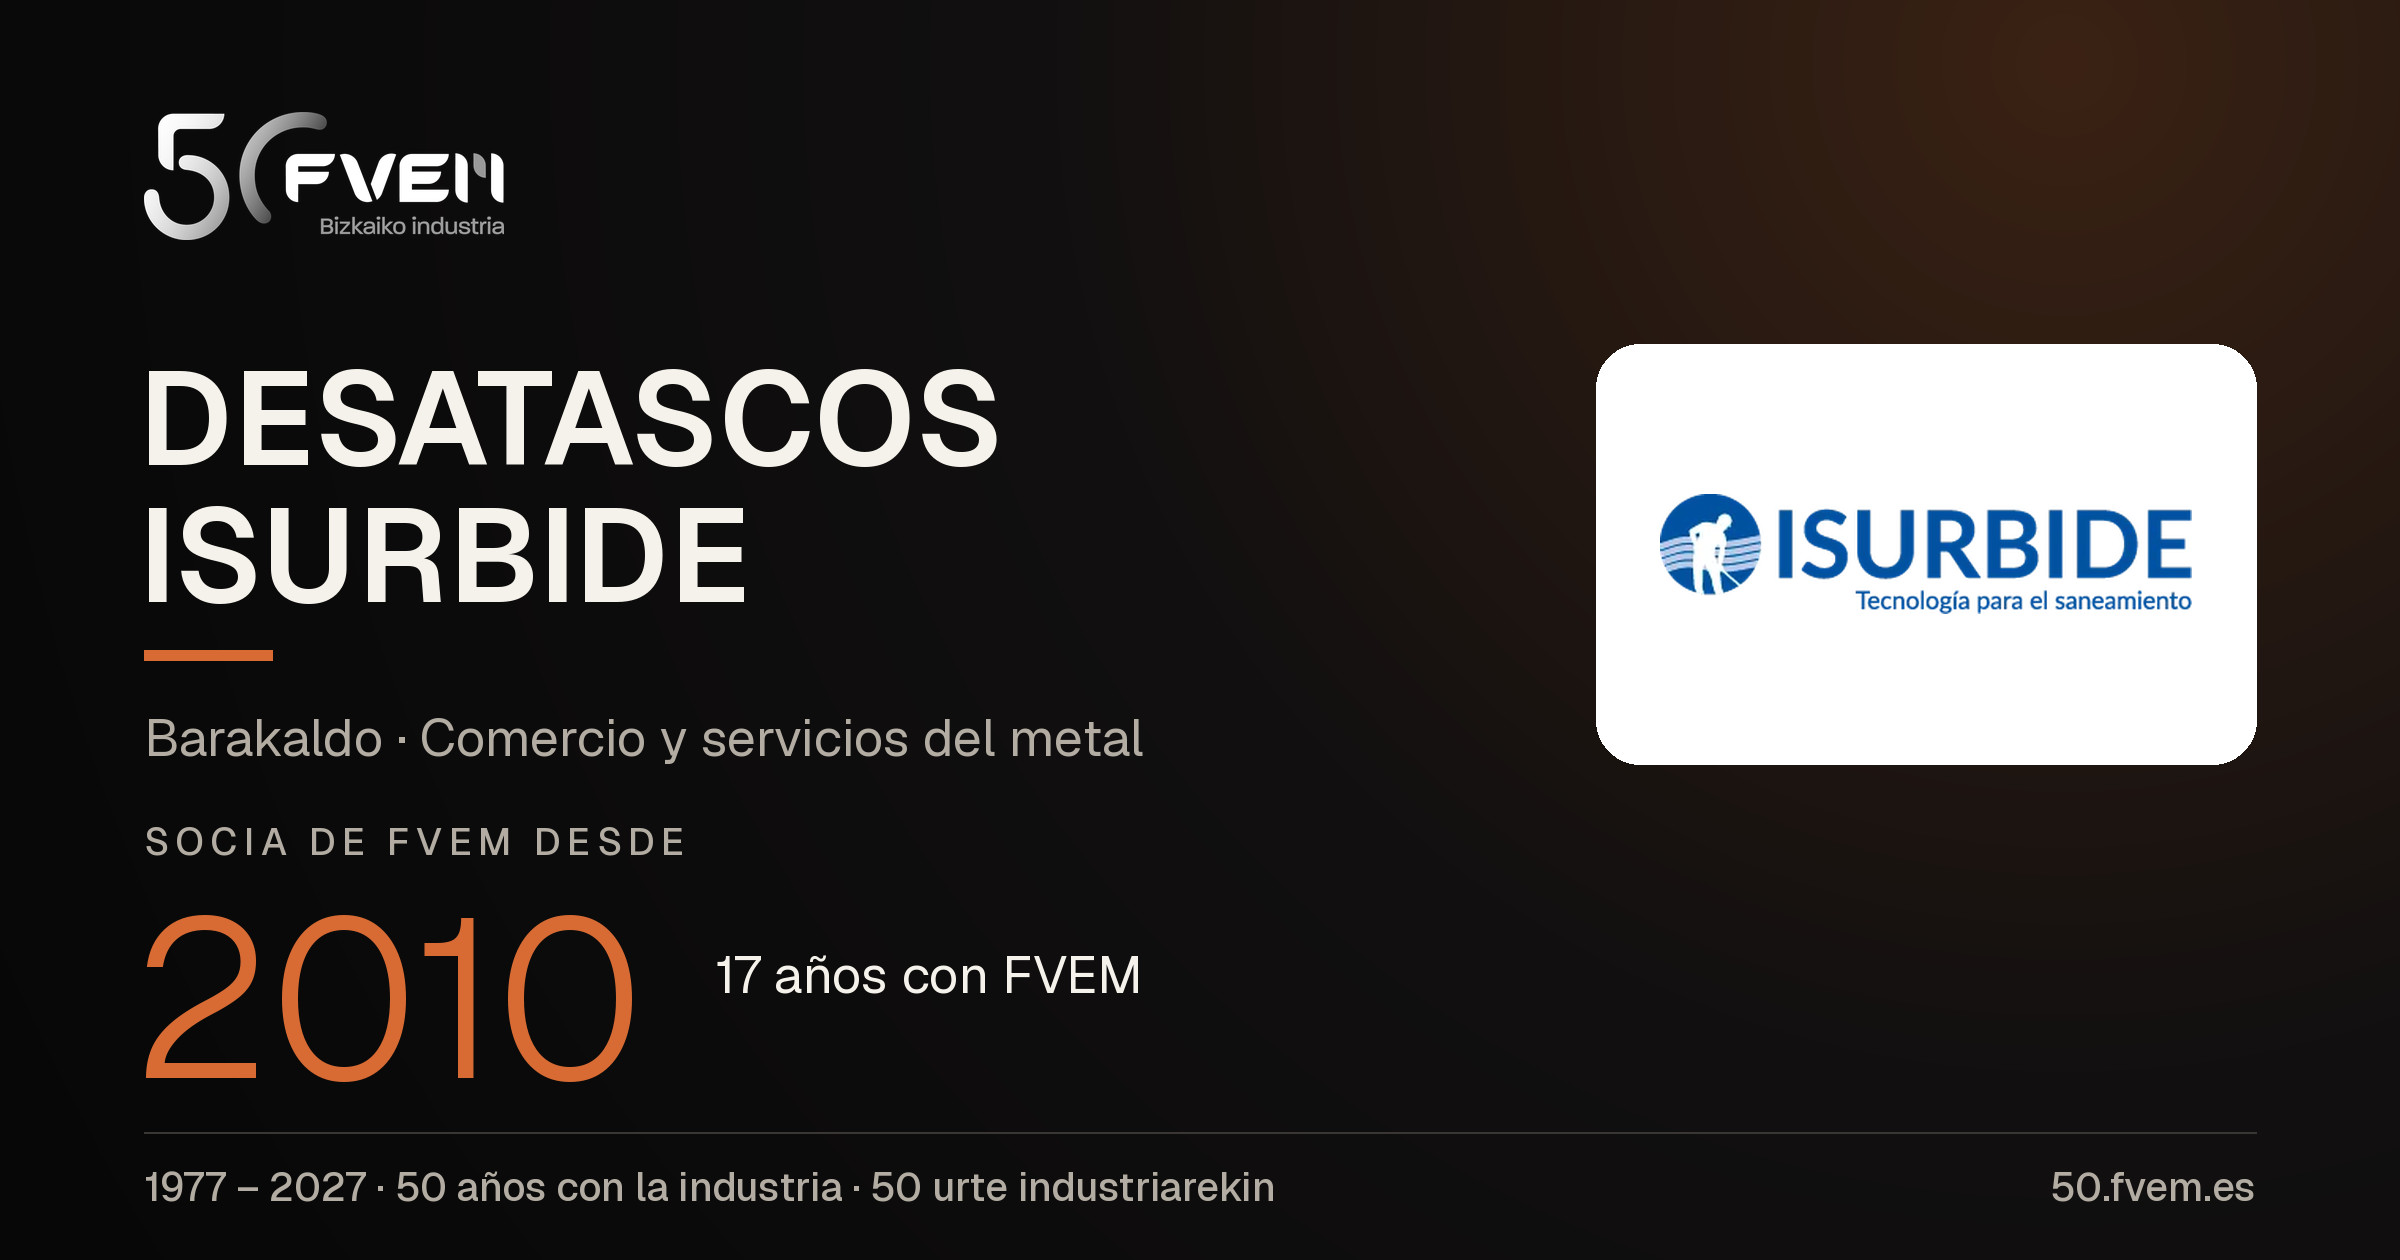 50 FVEM
Bizkaiko industria
DESATASCOS
ISURBIDE
Barakaldo · Comercio y servicios del metal
SOCIA DE FVEM DESDE
2010
17 años con FVEM
ISURBIDE
Tecnología para el saneamiento
1977 – 2027 · 50 años con la industria · 50 urte industriarekin
50.fvem.es